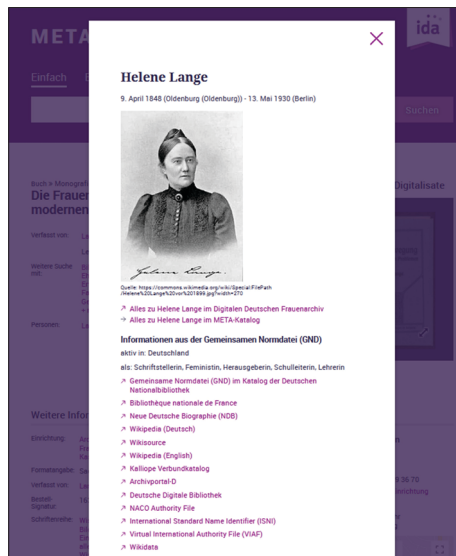 META
ida
Einfach
Suchen
Helene Lange
9. April 1848 (Oldenburg (Oldenburg)) - 13. Mai 1930 (Berlin)
Helene Lange.
Quelle: https://commons.wikimedia.org/wiki/Special:FilePath
/Helene%20Lange%20vor%201899.jpg?width=270
Alles zu Helene Lange im Digitalen Deutschen Frauenarchiv
Alles zu Helene Lange im META-Katalog
Informationen aus der Gemeinsamen Normdatei (GND)
aktiv in: Deutschland
als: Schriftstellerin, Feministin, Herausgeberin, Schulleiterin, Lehrerin
Gemeinsame Normdatei (GND) im Katalog der Deutschen
Nationalbibliothek
Bibliothèque nationale de France
Neue Deutsche Biographie (NDB)
Wikipedia (Deutsch)
Wikisource
Wikipedia (English)
Kalliope Verbundkatalog
Archivportal-D
Deutsche Digitale Bibliothek
NACO Authority File
International Standard Name Identifier (ISNI)
Virtual International Authority File (VIAF)
Wikidata
Buch > Monografi
Die Frauen
modernen
Verfasst von:
Weitere Suche
mit:
Personen:
Digitalisate
Weitere Infor
Einrichtung:
Formatangabe:
Verfasst von:
Bestell-
Signatur:
Schriftenreihe:
36 70
nrichtung